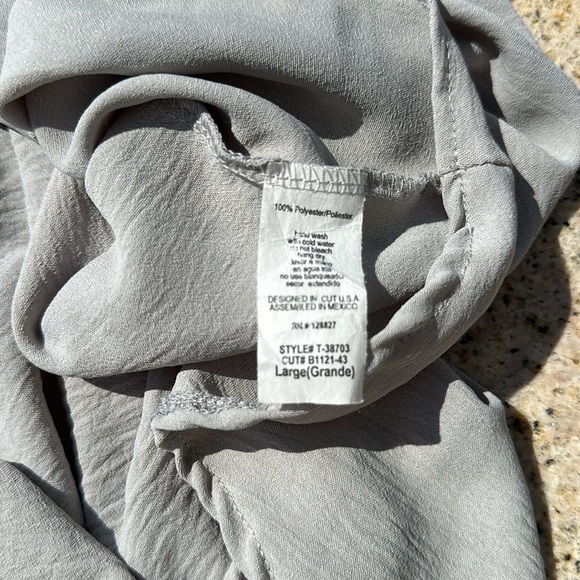 100% Polyester/Poliester
hand wash
with cold water
do not bleach
hang dry
lavar a mano
en agua fria
no use blanqueador
secar extendido
DESIGNED IN CUT U.S.A
ASSEMBLED IN MEXICO
RN# 128827
STYLE# T-38703
CUT# B1121-43
Large(Grande)